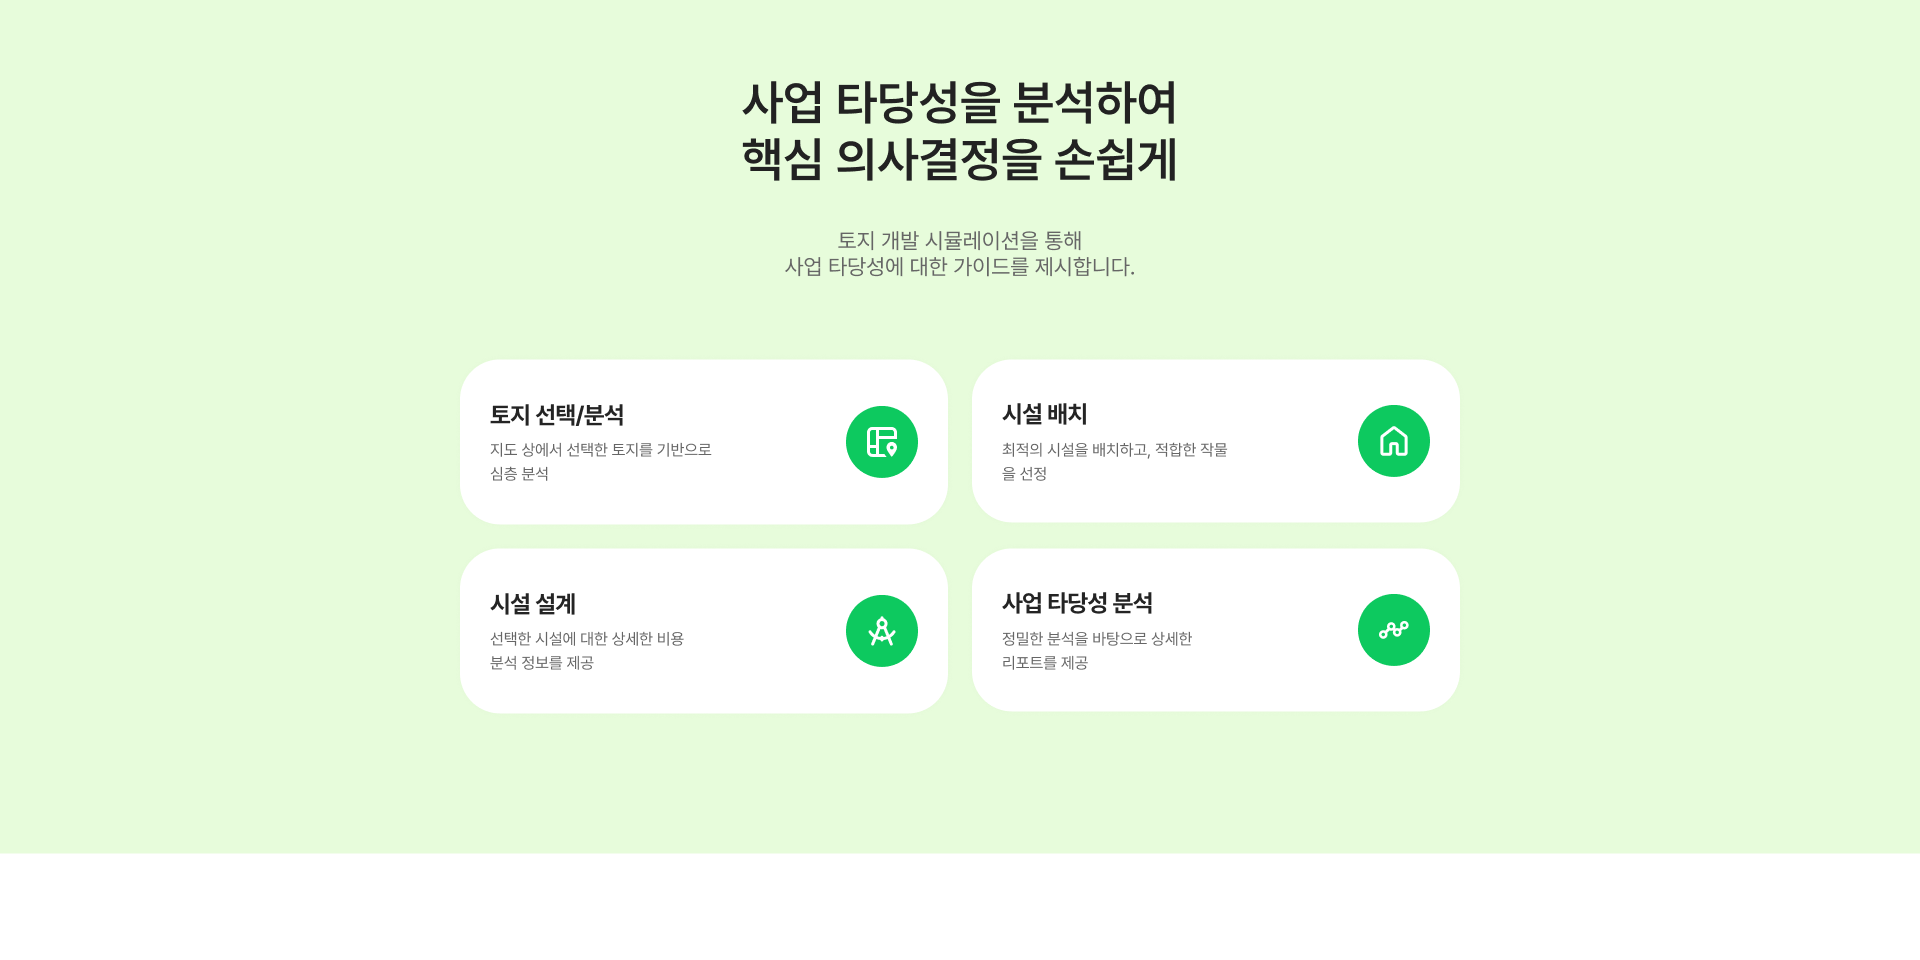 사업 타당성을 분석하여
핵심 의사결정을 손쉽게
토지 개발 시뮬레이션을 통해
사업 타당성에 대한 가이드를 제시합니다.
토지 선택/분석
지도 상에서 선택한 토지를 기반으로
심층 분석
시설 배치
최적의 시설을 배치하고, 적합한 작물
을 선정
시설 설계
선택한 시설에 대한 상세한 비용
분석 정보를 제공
사업 타당성 분석
정밀한 분석을 바탕으로 상세한
리포트를 제공